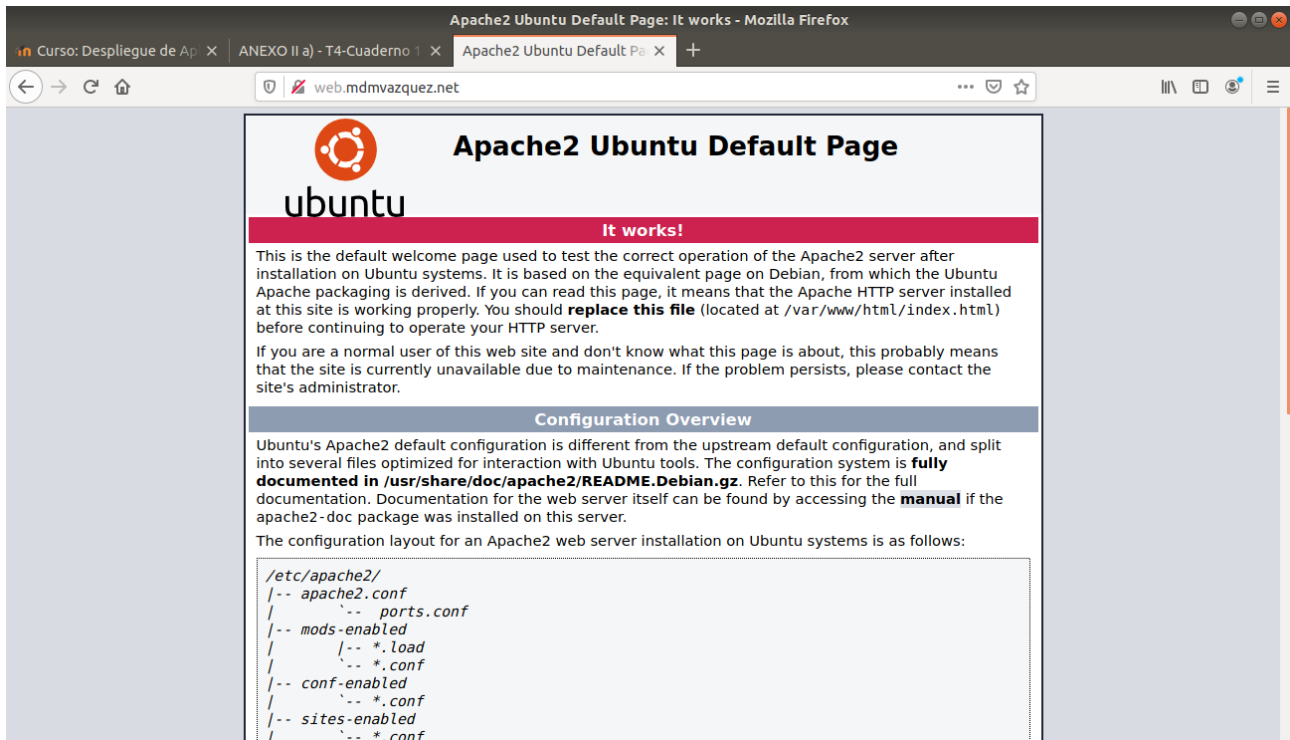 Apache2 Ubuntu Default Page: It works - Mozilla Firefox
Curso: Despliegue de Ap
ANEXO II a) - T4-Cuaderno 1
Apache2 Ubuntu Default Pa
web.mdmvazquez.net
ubuntu
Apache2 Ubuntu Default Page
It works!
This is the default welcome page used to test the correct operation of the Apache2 server after
installation on Ubuntu systems. It is based on the equivalent page on Debian, from which the Ubuntu
Apache packaging is derived. If you can read this page, it means that the Apache HTTP server installed
at this site is working properly. You should replace this file (located at /var/www/html/index.html)
before continuing to operate your HTTP server.
If you are a normal user of this web site and don't know what this page is about, this probably means
that the site is currently unavailable due to maintenance. If the problem persists, please contact the
site's administrator.
Configuration Overview
Ubuntu's Apache2 default configuration is different from the upstream default configuration, and split
into several files optimized for interaction with Ubuntu tools. The configuration system is fully
documented in /usr/share/doc/apache2/README.Debian.gz. Refer to this for the full
documentation. Documentation for the web server itself can be found by accessing the manual if the
apache2-doc package was installed on this server.
The configuration layout for an Apache2 web server installation on Ubuntu systems is as follows:
/etc/apache2/
|-- apache2.conf
|       `--  ports.conf
|-- mods-enabled
|       |-- *.load
|       `-- *.conf
|-- conf-enabled
|       `-- *.conf
|-- sites-enabled
|       `-- *.conf